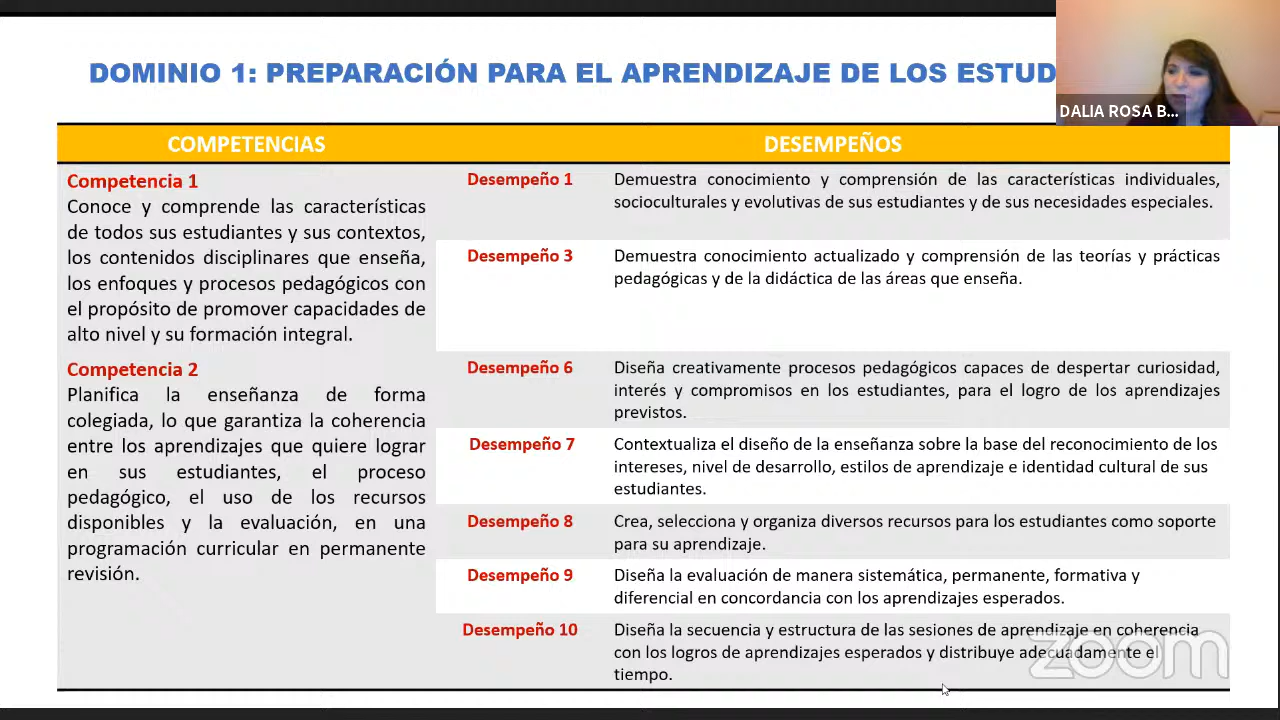 DOMINIO 1: PREPARACIÓN PARA EL APRENDIZAJE DE LOS ESTUD
DALIA ROSA B...
COMPETENCIAS
DESEMPEÑOS
Competencia 1
Conoce y comprende las características
de todos sus estudiantes y sus contextos,
los contenidos disciplinares que enseña,
los enfoques y procesos pedagógicos con
el propósito de promover capacidades de
alto nivel y su formación integral.
Desempeño 1
Demuestra conocimiento y comprensión de las características individuales,
socioculturales y evolutivas de sus estudiantes y de sus necesidades especiales.
Desempeño 3
Demuestra conocimiento actualizado y comprensión de las teorías y prácticas
pedagógicas y de la didáctica de las áreas que enseña.
Competencia 2
Planifica la enseñanza de forma
colegiada, lo que garantiza la coherencia
entre los aprendizajes que quiere lograr
en sus estudiantes, el proceso
pedagógico, el uso de los recursos
disponibles y la evaluación, en una
programación curricular en permanente
revisión.
Desempeño 6
Diseña creativamente procesos pedagógicos capaces de despertar curiosidad,
interés y compromisos en los estudiantes, para el logro de los aprendizajes
previstos.
Desempeño 7
Contextualiza el diseño de la enseñanza sobre la base del reconocimiento de los
intereses, nivel de desarrollo, estilos de aprendizaje e identidad cultural de sus
estudiantes.
Desempeño 8
Crea, selecciona y organiza diversos recursos para los estudiantes como soporte
para su aprendizaje.
Desempeño 9
Diseña la evaluación de manera sistemática, permanente, formativa y
diferencial en concordancia con los aprendizajes esperados.
Desempeño 10
Diseña la secuencia y estructura de las sesiones de aprendizaje en coherencia
con los logros de aprendizajes esperados y distribuye adecuadamente el
tiempo.
zoom